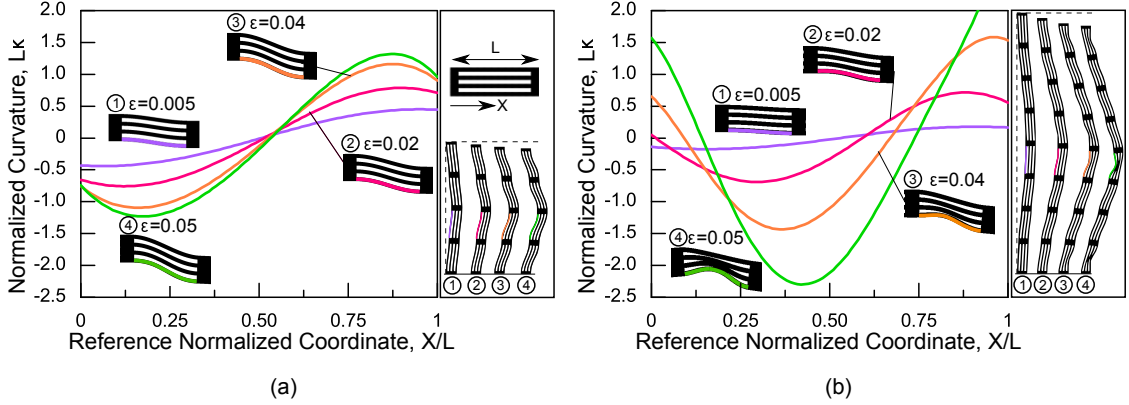 2.0
1.5
1.0
0.5
0
-0.5
-1.0
-1.5
-2.0
-2.5
Normalized Curvature, Lκ
③ ε=0.04
① ε=0.005
② ε=0.02
④ ε=0.05
0
0.25
0.50
0.75
1
Reference Normalized Coordinate, X/L
L
X
① ② ③ ④
(a)
2.0
1.5
1.0
0.5
0
-0.5
-1.0
-1.5
-2.0
-2.5
Normalized Curvature, Lκ
② ε=0.02
① ε=0.005
③ ε=0.04
④ ε=0.05
0
0.25
0.50
0.75
1
Reference Normalized Coordinate, X/L
① ② ③ ④
(b)